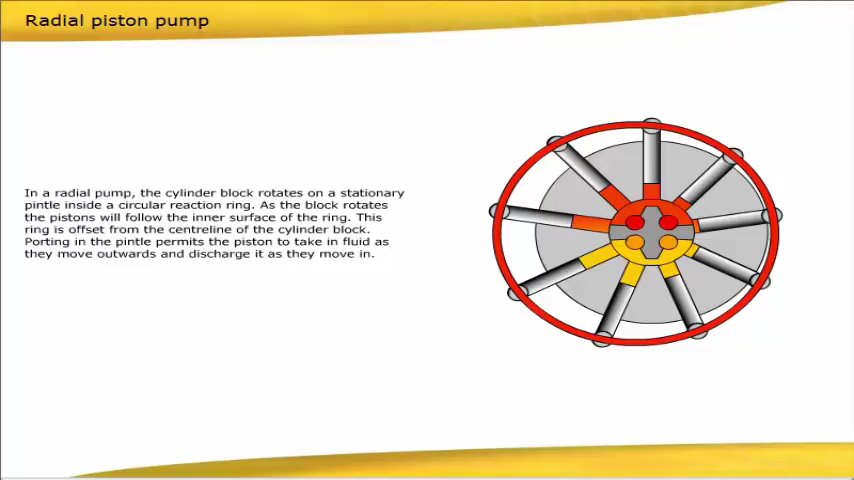 Radial piston pump
In a radial pump, the cylinder block rotates on a stationary
pintle inside a circular reaction ring. As the block rotates
the pistons will follow the inner surface of the ring. This
ring is offset from the centreline of the cylinder block.
Porting in the pintle permits the piston to take in fluid as
they move outwards and discharge it as they move in.